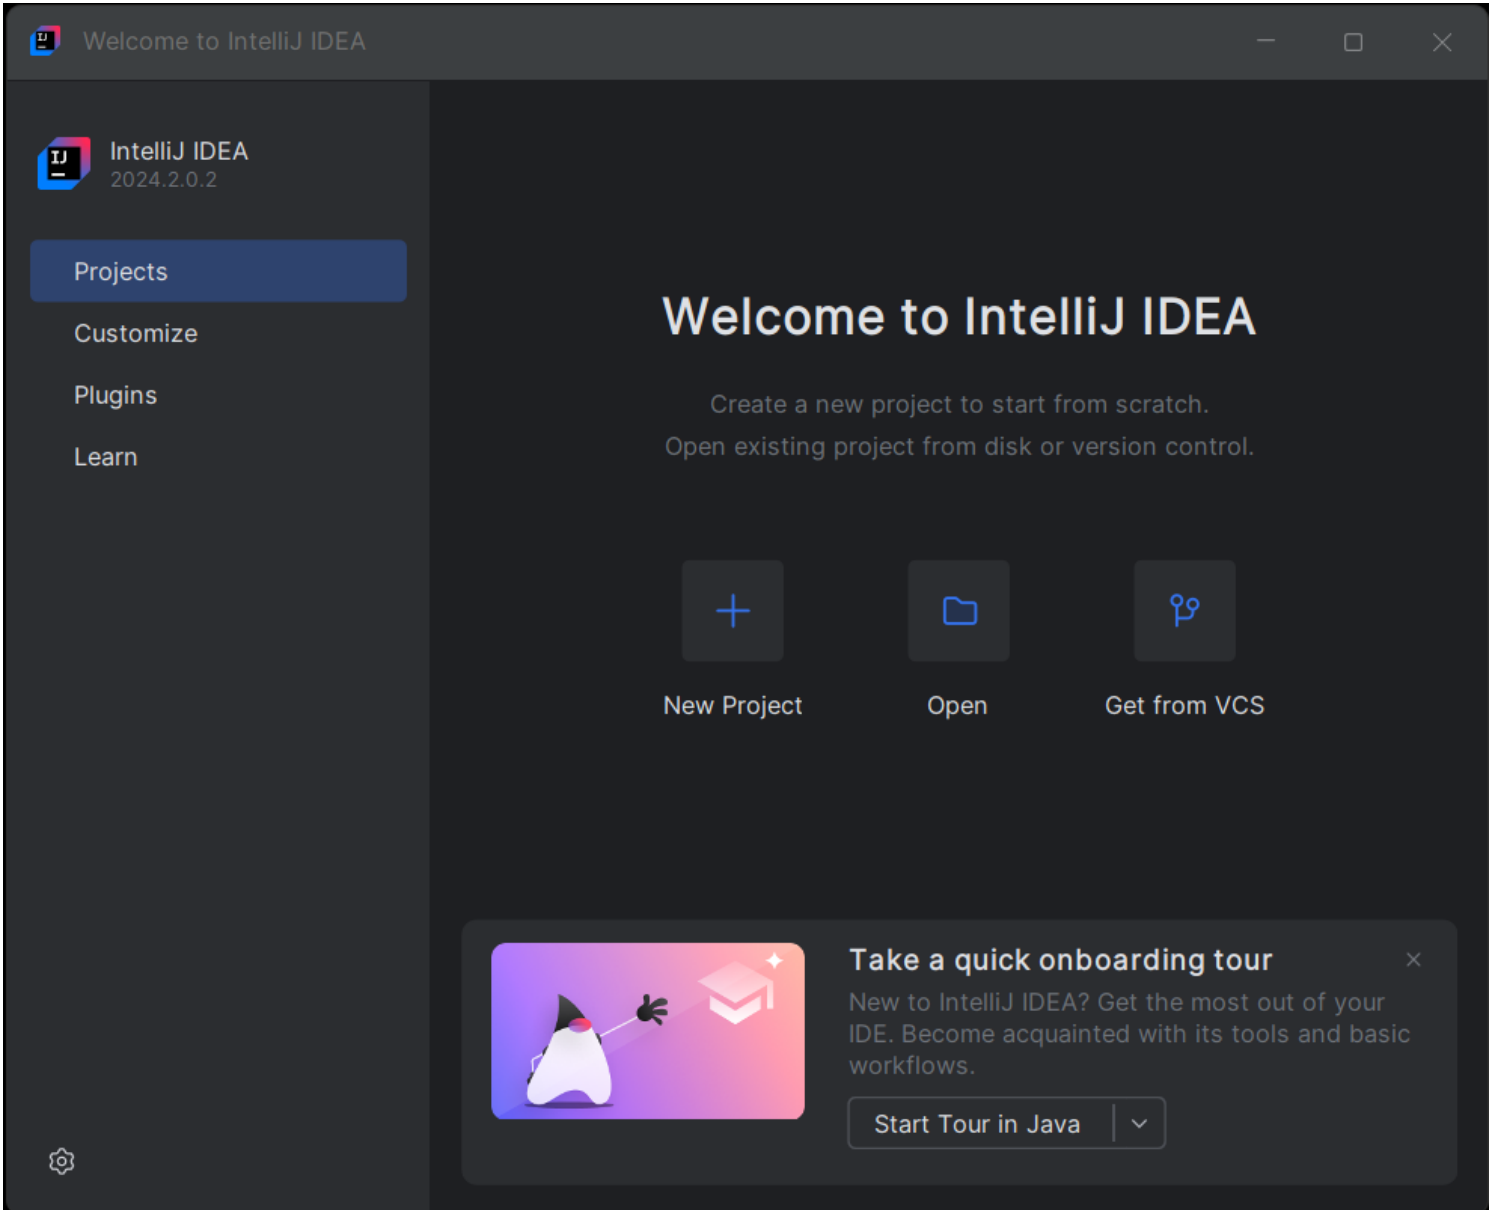 Welcome to IntelliJ IDEA
IntelliJ IDEA
2024.2.0.2
Projects
Customize
Plugins
Learn
Welcome to IntelliJ IDEA
Create a new project to start from scratch.
Open existing project from disk or version control.
New Project
Open
Get from VCS
Take a quick onboarding tour
New to IntelliJ IDEA? Get the most out of your
IDE. Become acquainted with its tools and basic
workflows.
Start Tour in Java